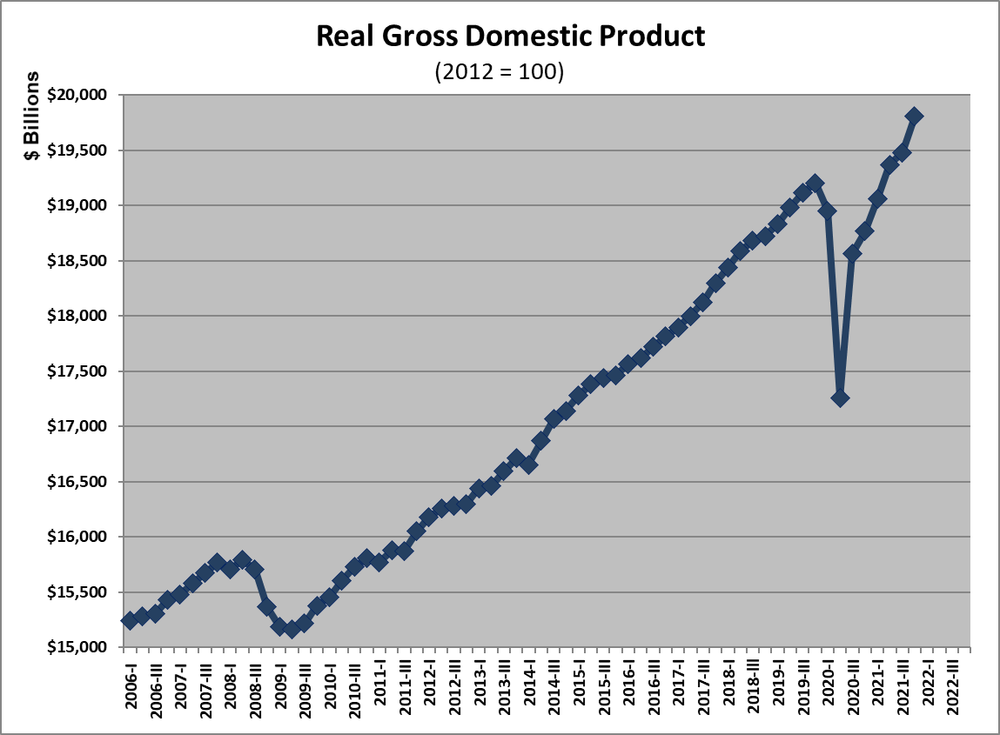 Real Gross Domestic Product
(2012 = 100)
$ Billions
$20,000
$19,500
$19,000
$18,500
$18,000
$17,500
$17,000
$16,500
$16,000
$15,500
$15,000
2006-I
2006-III
2007-I
2007-III
2008-I
2008-III
2009-I
2009-III
2010-I
2010-III
2011-I
2011-III
2012-I
2012-III
2013-I
2013-III
2014-I
2014-III
2015-I
2015-III
2016-I
2016-III
2017-I
2017-III
2018-I
2018-III
2019-I
2019-III
2020-I
2020-III
2021-I
2021-III
2022-I
2022-III